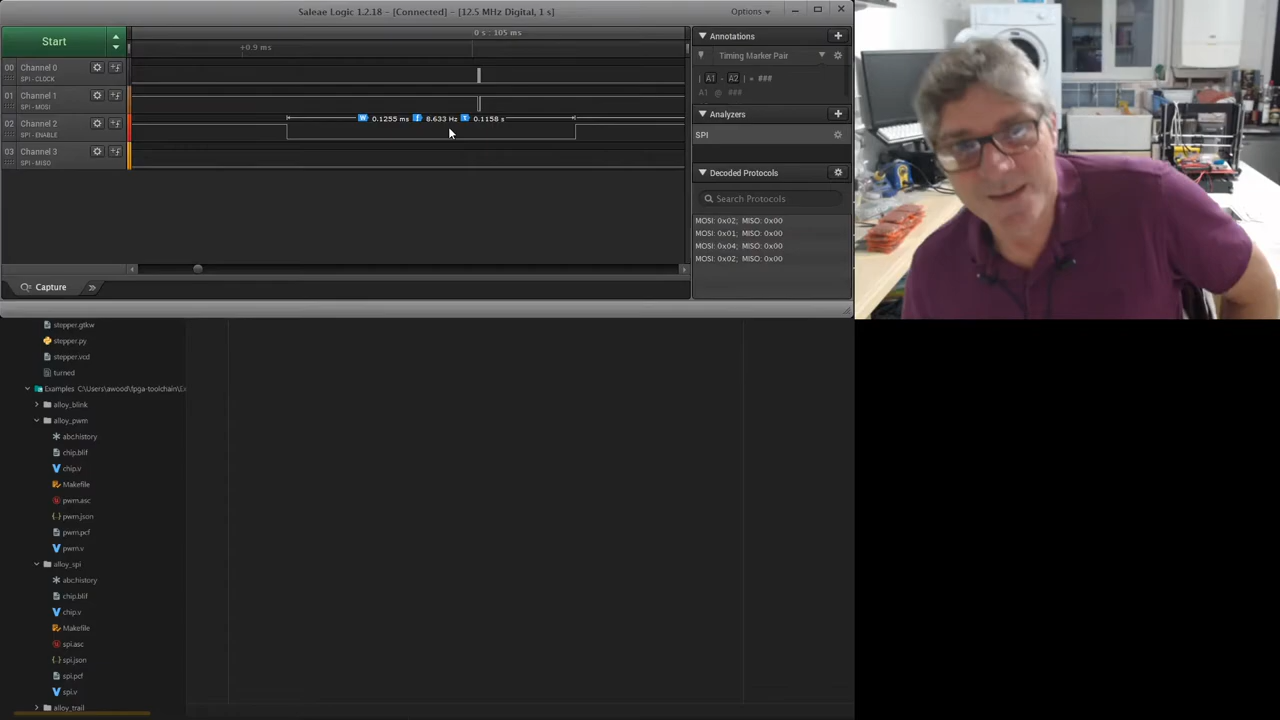 Saleae Logic 1.2.18 - [Connected] - [12.5 MHz Digital, 1 s]
Options
Start
0 s : 105 ms
+0.9 ms
00 Channel 0
SPI - CLOCK
01 Channel 1
SPI - MOSI
02 Channel 2
SPI - ENABLE
03 Channel 3
SPI - MISO
W 0.1255 ms f 8.633 Hz T 0.1158 s
Capture
Annotations
Timing Marker Pair
| A1 - A2 | = ###
A1 @ ###
Analyzers
SPI
Decoded Protocols
Search Protocols
MOSI: 0x02; MISO: 0x00
MOSI: 0x01; MISO: 0x00
MOSI: 0x04; MISO: 0x00
MOSI: 0x02; MISO: 0x00
stepper.gtkw
stepper.py
stepper.vcd
turned
Examples C:\Users\awood\fpga-toolchain\Ex
alloy_blink
alloy_pwm
abc.history
chip.blif
chip.v
Makefile
pwm.asc
pwm.json
pwm.pcf
pwm.v
alloy_spi
abc.history
chip.blif
chip.v
Makefile
spi.asc
spi.json
spi.pcf
spi.v
alloy_trail